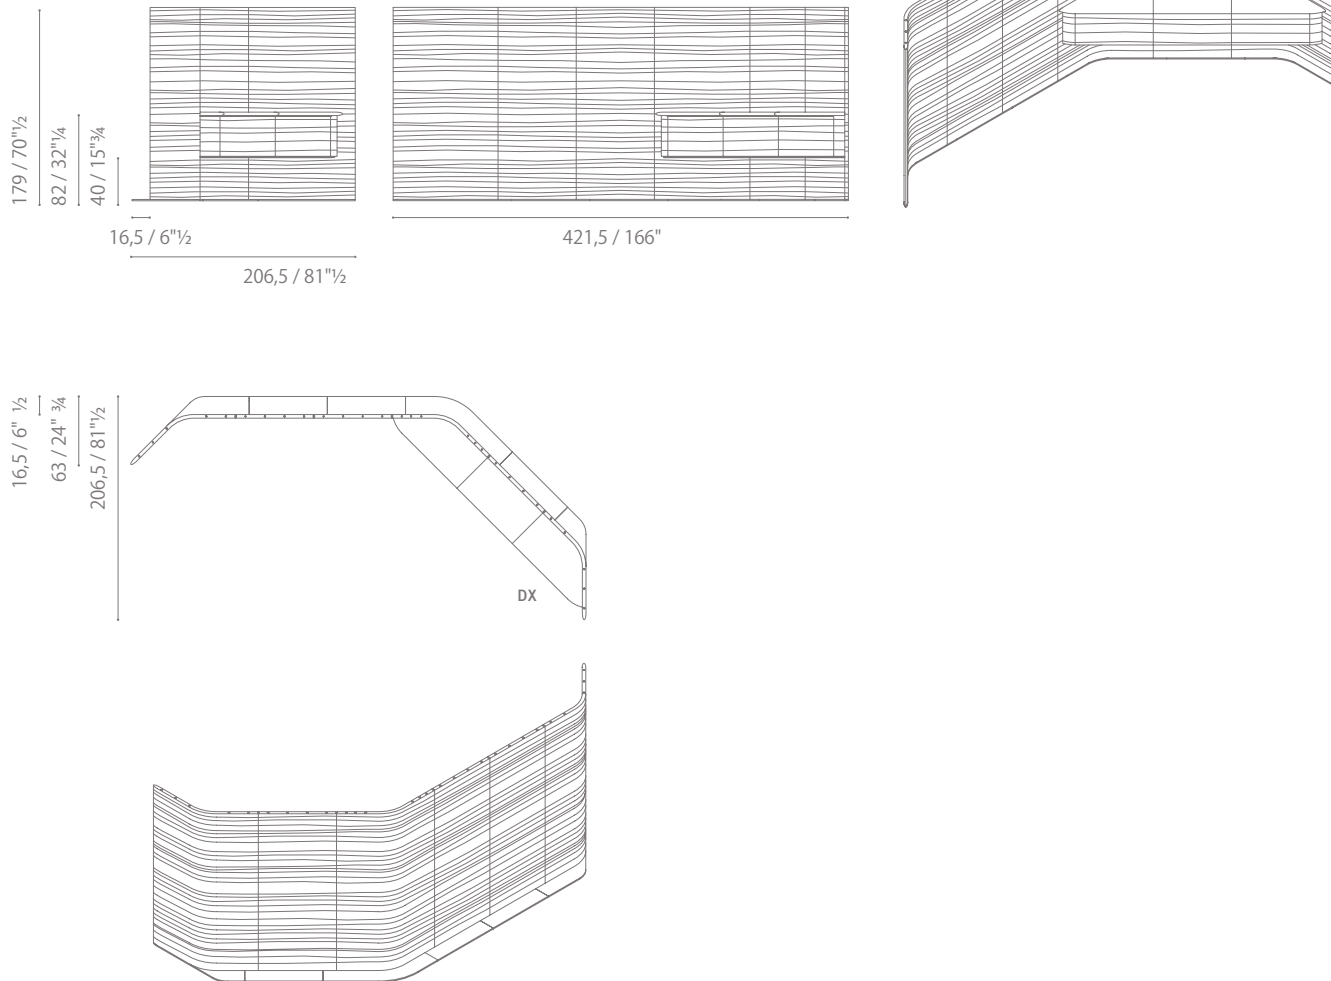 179 / 70"½
82 / 32"¼
40 / 15"¾
16,5 / 6"½
206,5 / 81"½
421,5 / 166"
16,5 / 6" ½
63 / 24" ¾
206,5 / 81"½
DX